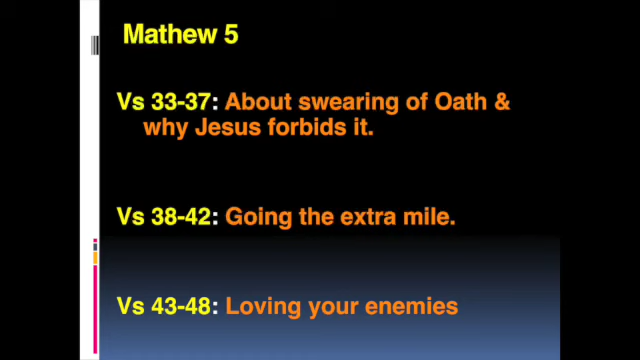 Mathew 5
Vs 33-37: About swearing of Oath &
why Jesus forbids it.
Vs 38-42: Going the extra mile.
Vs 43-48: Loving your enemies